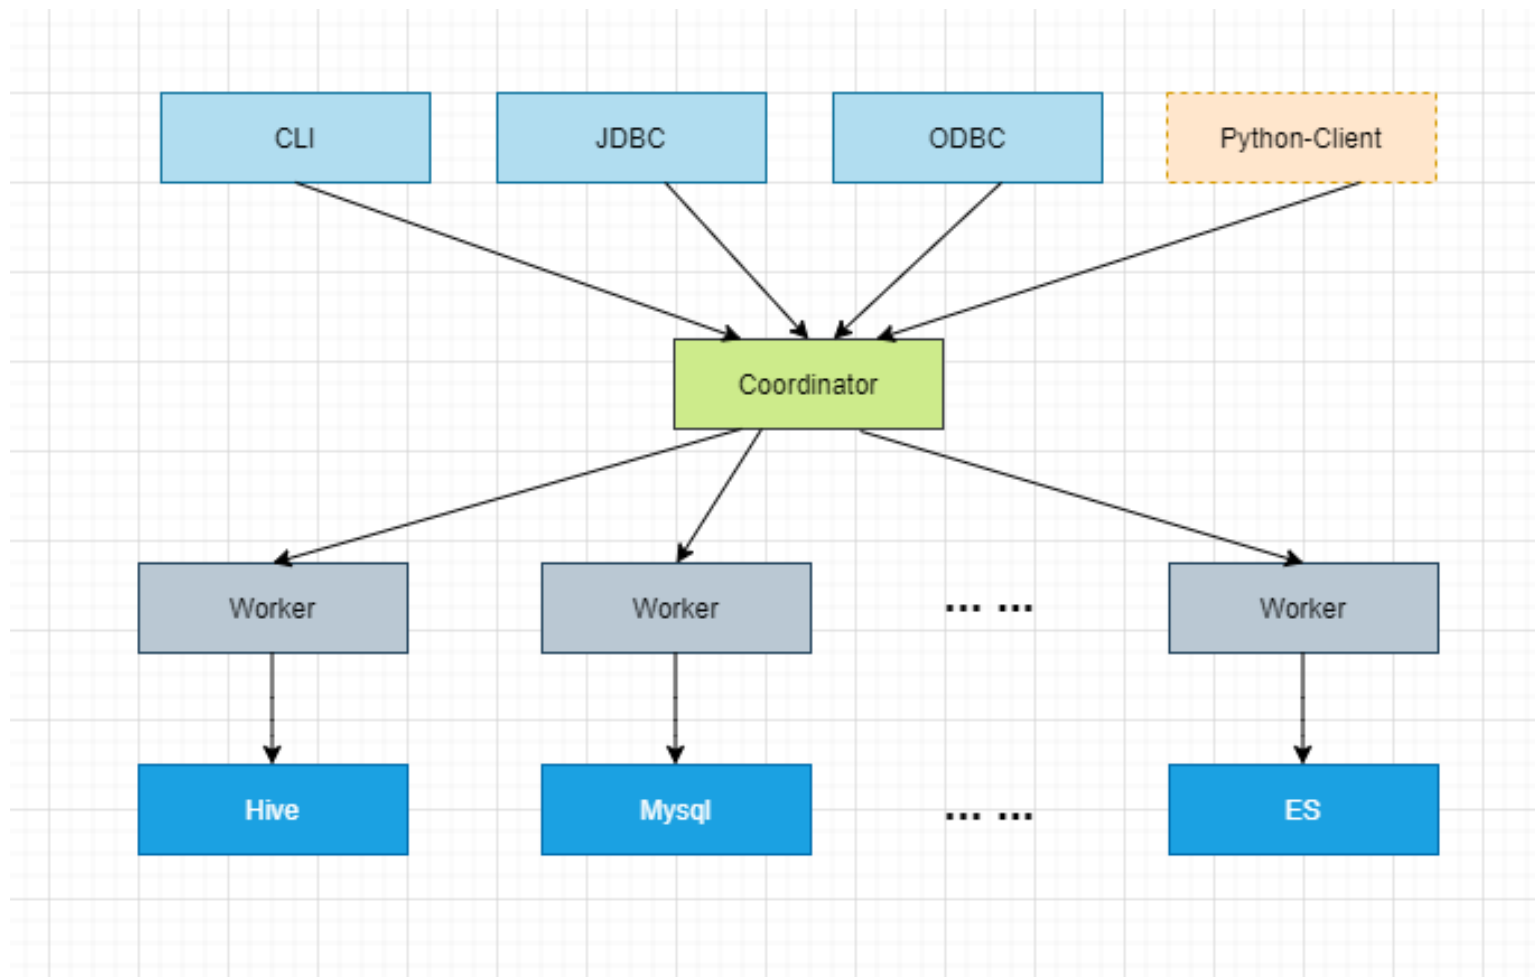 CLI
JDBC
ODBC
Python-Client
Coordinator
Worker
Worker
... ...
Worker
Hive
Mysql
... ...
ES